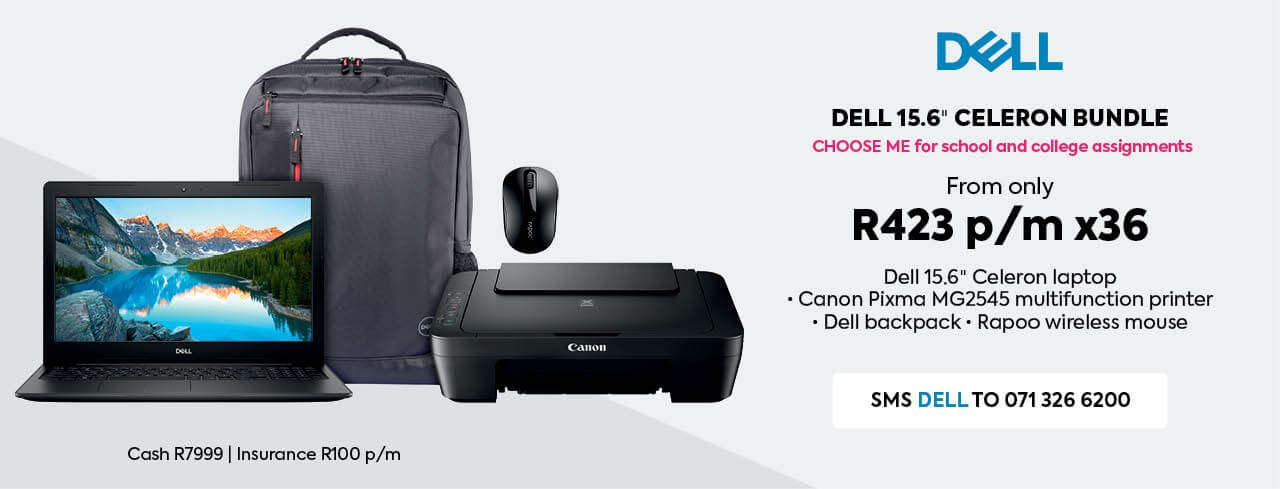 DELL
DELL 15.6" CELERON BUNDLE
CHOOSE ME for school and college assignments
From only
R423 p/m x36
Dell 15.6" Celeron laptop
• Canon Pixma MG2545 multifunction printer
• Dell backpack • Rapoo wireless mouse
SMS DELL TO 071 326 6200
DELL
DELL
rapoo
Canon
Cash R7999 | Insurance R100 p/m